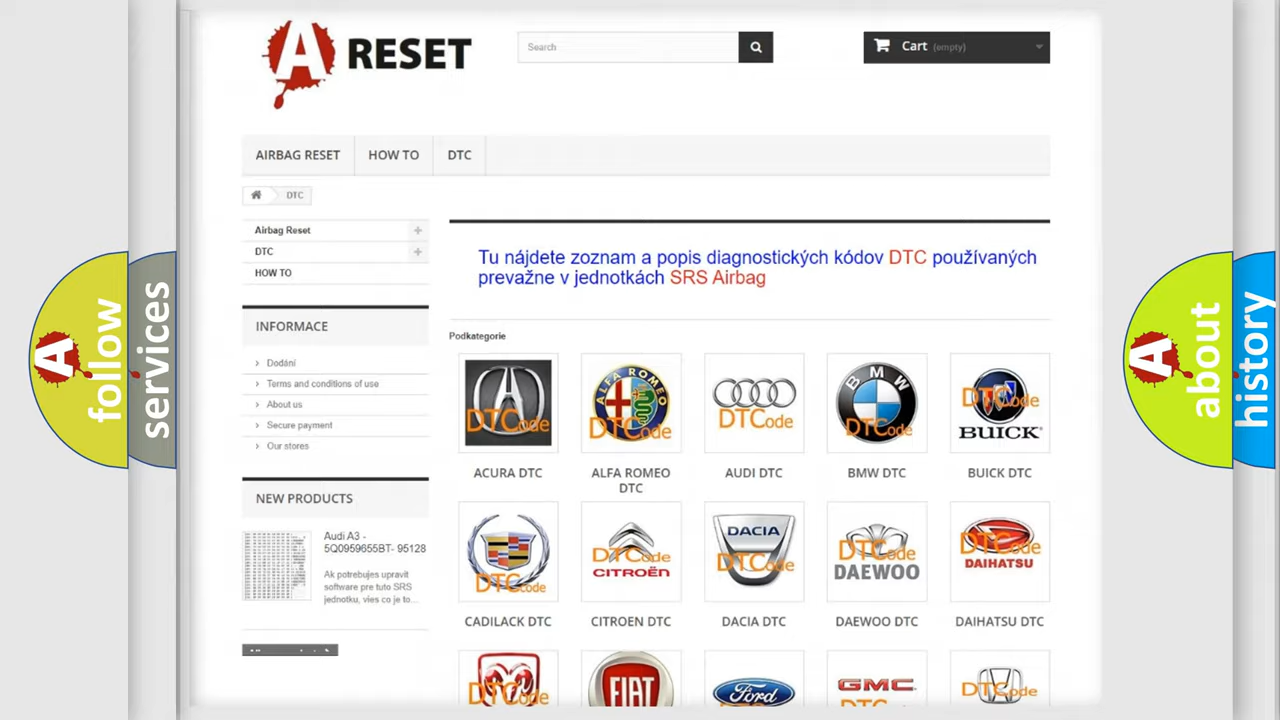 A RESET
Search
Cart (empty)
AIRBAG RESET
HOW TO
DTC
DTC
Airbag Reset
DTC
HOW TO
INFORMACE
Dodání
Terms and conditions of use
About us
Secure payment
Our stores
NEW PRODUCTS
Audi A3 -
5Q0959655BT- 95128
Ak potrebujes upravit
software pre tuto SRS
jednotku, vies co je to...
Tu nájdete zoznam a popis diagnostických kódov DTC používaných
prevažne v jednotkách SRS Airbag
Podkategorie
DTCode
ALFA ROMEO
DTCode
DTCode
BMW
DTCode
DTCode
BUICK
ACURA DTC
ALFA ROMEO
DTC
AUDI DTC
BMW DTC
BUICK DTC
DTCode
DTCode
CITROËN
DACIA
DTCode
DTCode
DAEWOO
DTCode
DAIHATSU
CADILACK DTC
CITROEN DTC
DACIA DTC
DAEWOO DTC
DAIHATSU DTC
DTCode
FIAT
Ford
GMC
DTCode
A follow
services
A about
history